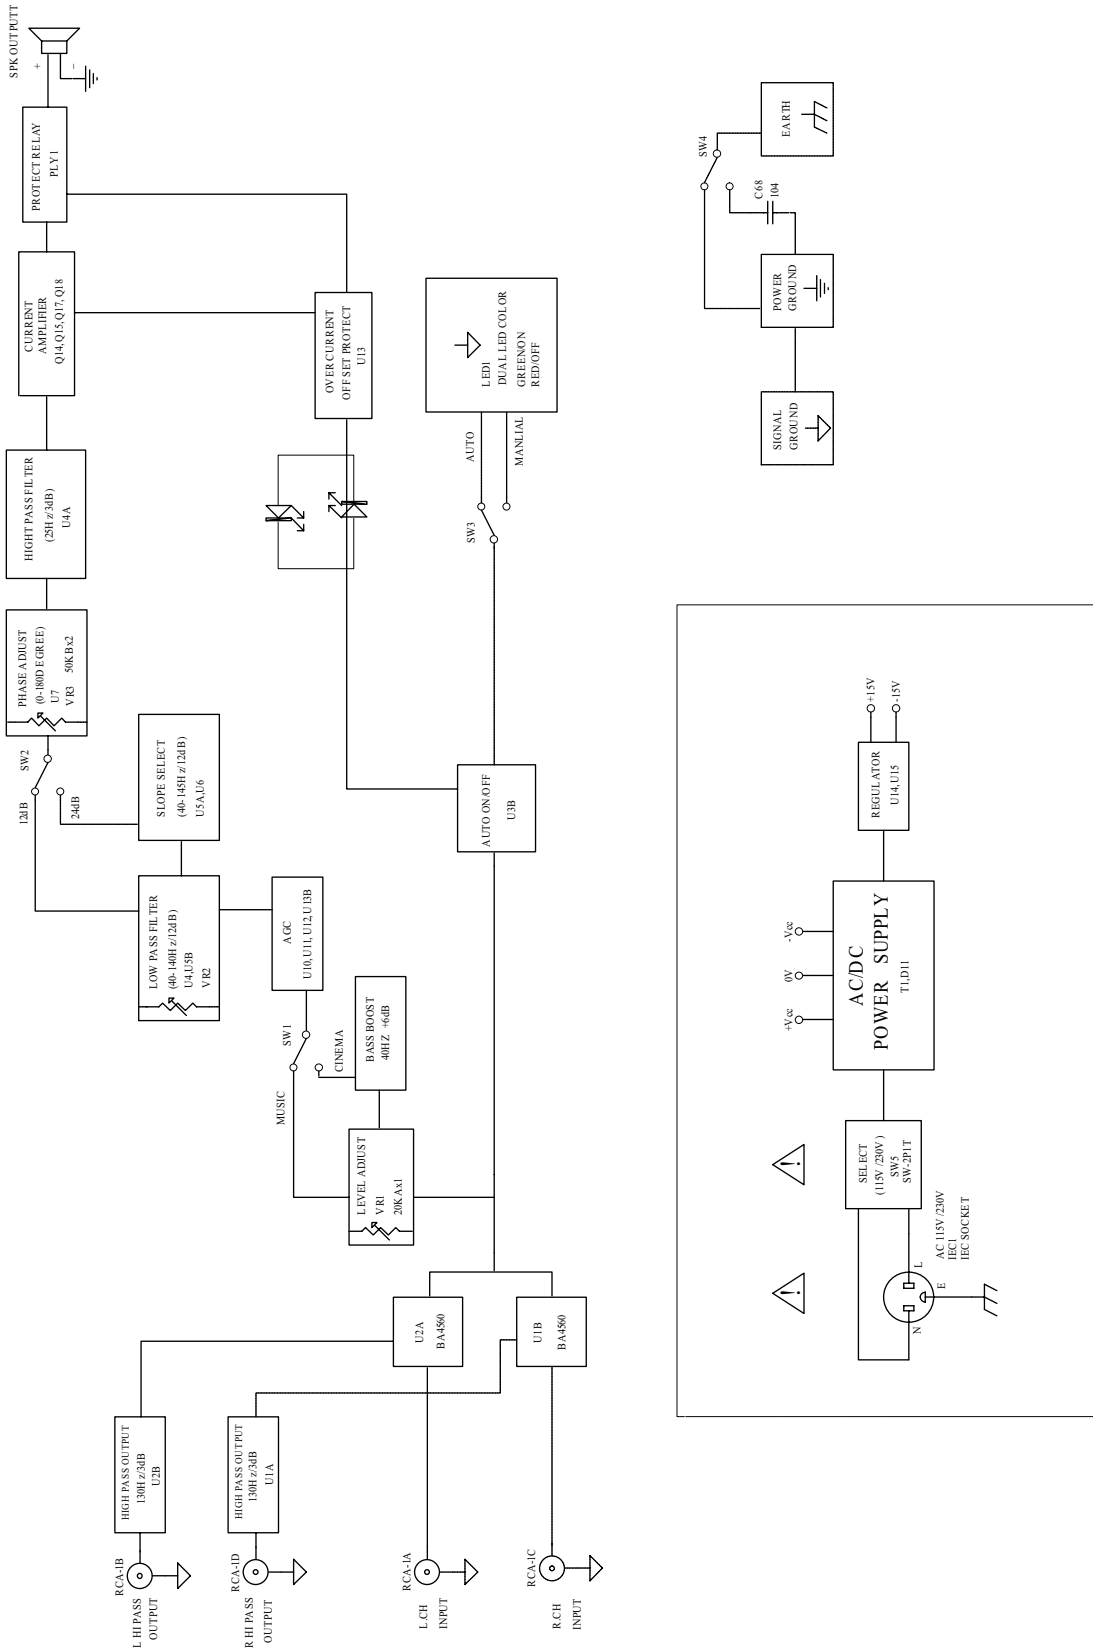 SPK OUTPUTT
+
−
PROTECT RELAY
PLY1
CURRENT
AMPLIFIER
Q14,Q15,Q17,Q18
HIGHT PASS FILTER
(25Hz/3dB)
U4A
PHASE ADJUST
(0-180DEGREE)
U7
VR3 50KBx2
SW2
12dB
24dB
SLOPE SELECT
(40-145Hz/12dB)
U5A,U6
LOW PASS FILTER
(40-140Hz/12dB)
U4,U5B
VR2
AGC
U10,U11,U12,U13B
SW1
MUSIC
CINEMA
BASS BOOST
40HZ +6dB
LEVEL ADJUST
VR1
20KAx1
OVER CURRENT
OFFSET PROTECT
U13
LED1
DUAL LED COLOR
GREEN/ON
RED/OFF
AUTO
MANLIAL
SW3
AUTO ON/OFF
U3B
U2A
BA4560
U1B
BA4560
HIGH PASS OUTPUT
130Hz/3dB
U2B
HIGH PASS OUTPUT
130Hz/3dB
U1A
RCA-1B
L HI PASS
OUTPUT
RCA-1D
R HI PASS
OUTPUT
RCA-1A
L.CH
INPUT
RCA-1C
R.CH
INPUT
SW4
EARTH
C68
104
POWER
GROUND
SIGNAL
GROUND
+15V
-15V
REGULATOR
U14,U15
+Vcc
0V
-Vcc
AC/DC
POWER SUPPLY
T1,D11
SELECT
(115V/230V)
SW5
SW-2P1T
!
!
AC 115V/230V
IEC1
IEC SOCKET
N
E
L